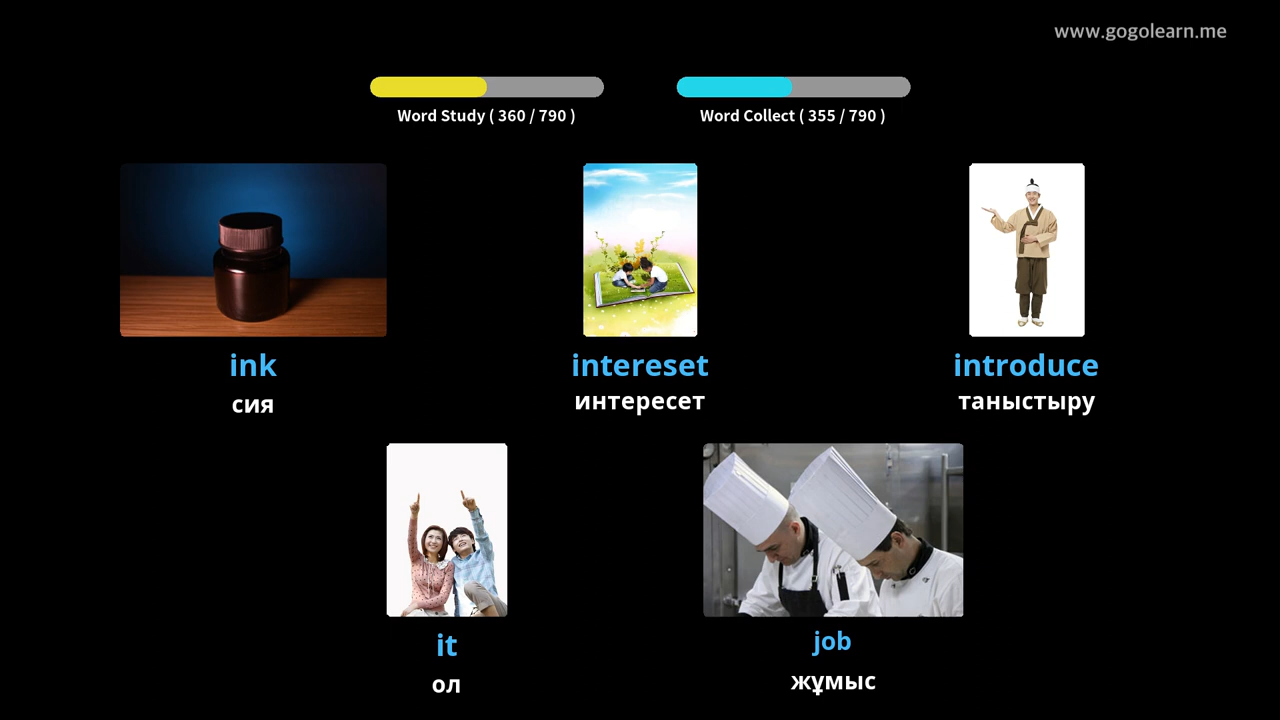 www.gogolearn.me
Word Study ( 360 / 790 )
Word Collect ( 355 / 790 )
ink
сия
intereset
интересет
introduce
таныстыру
it
ол
job
жұмыс